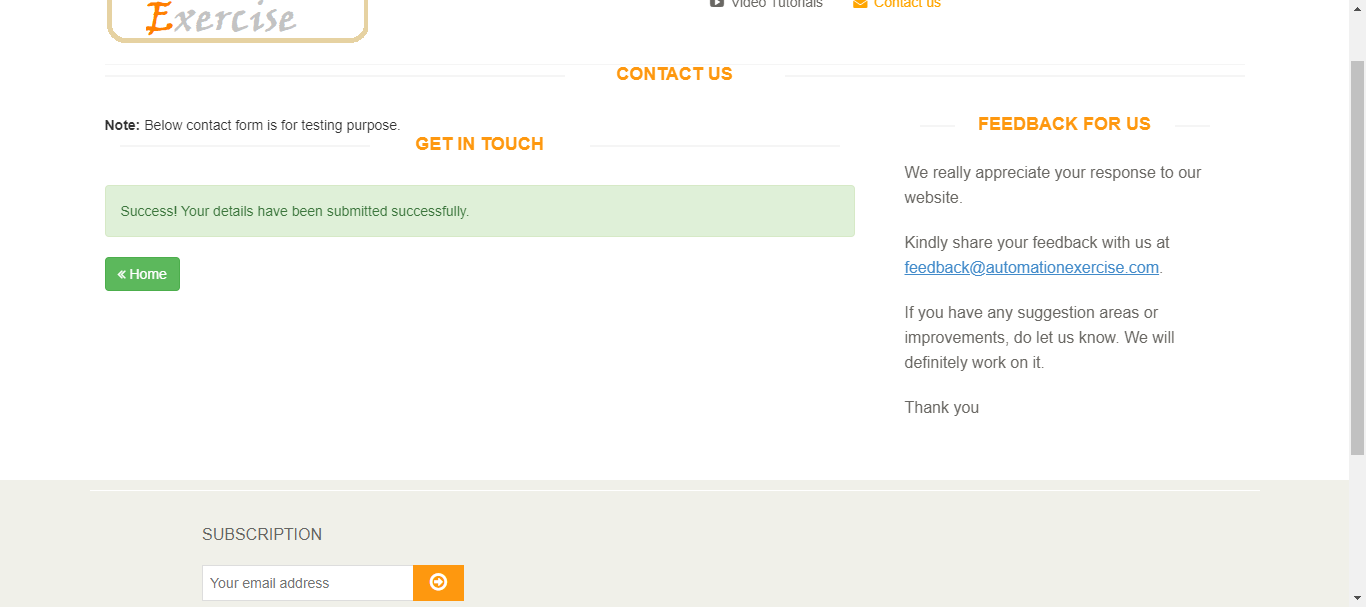 Exercise
Video Tutorials
Contact us
CONTACT US
Note: Below contact form is for testing purpose.
GET IN TOUCH
Success! Your details have been submitted successfully.
« Home
FEEDBACK FOR US
We really appreciate your response to our
website.
Kindly share your feedback with us at
feedback@automationexercise.com.
If you have any suggestion areas or
improvements, do let us know. We will
definitely work on it.
Thank you
SUBSCRIPTION
Your email address